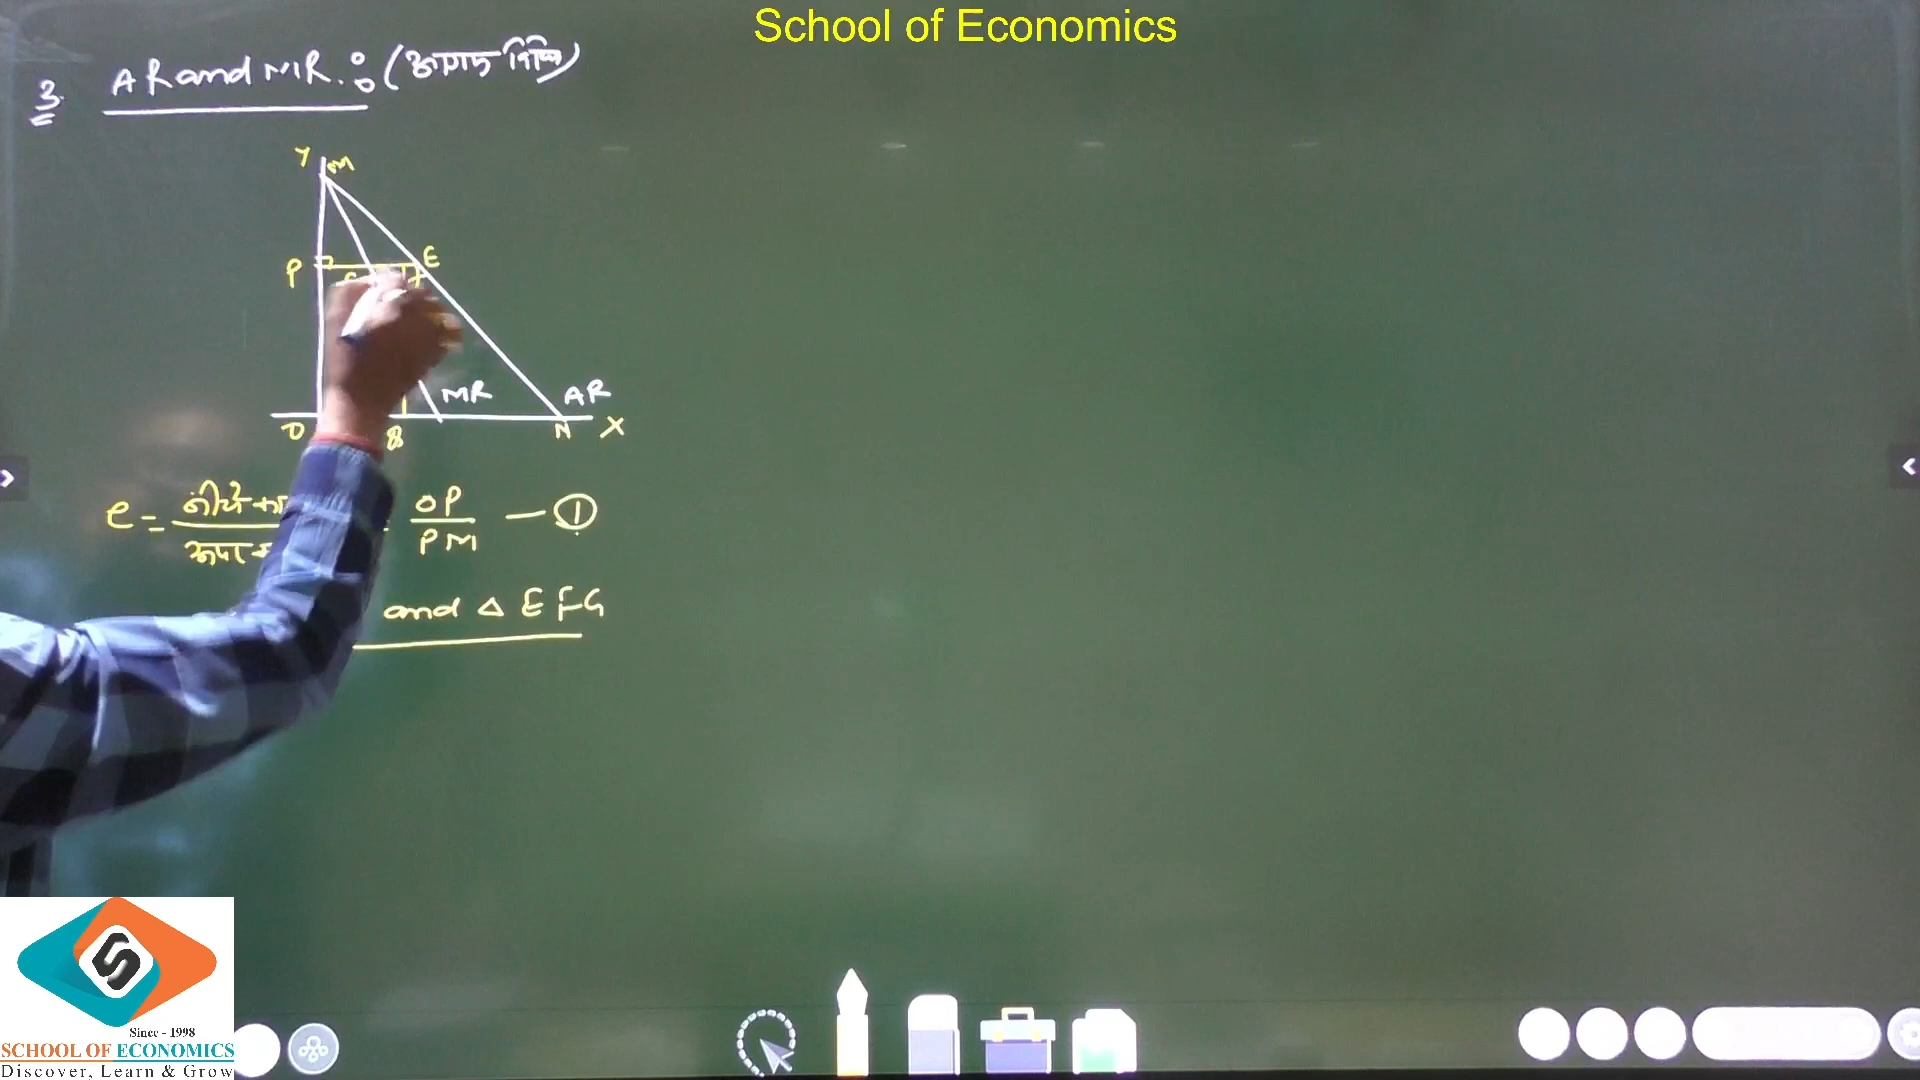 School of Economics
3. AR and MR : (आगम विधि)
Y M
P E
MR AR
O Q N X
e = नीचे OP — ①
PM
and △ EFG
Since - 1998
SCHOOL OF ECONOMICS
Discover, Learn & Grow